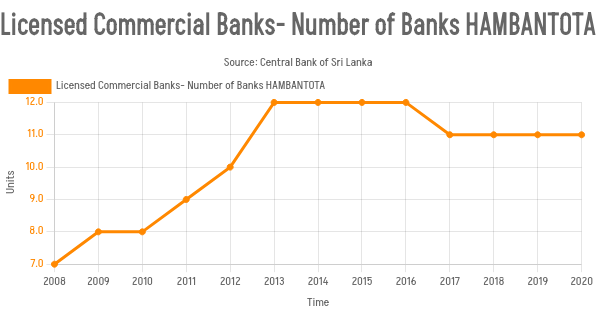 Licensed Commercial Banks- Number of Banks HAMBANTOTA
Source: Central Bank of Sri Lanka
Licensed Commercial Banks- Number of Banks HAMBANTOTA
12.0
11.0
10.0
9.0
8.0
7.0
Units
2008 2009 2010 2011 2012 2013 2014 2015 2016 2017 2018 2019 2020
Time